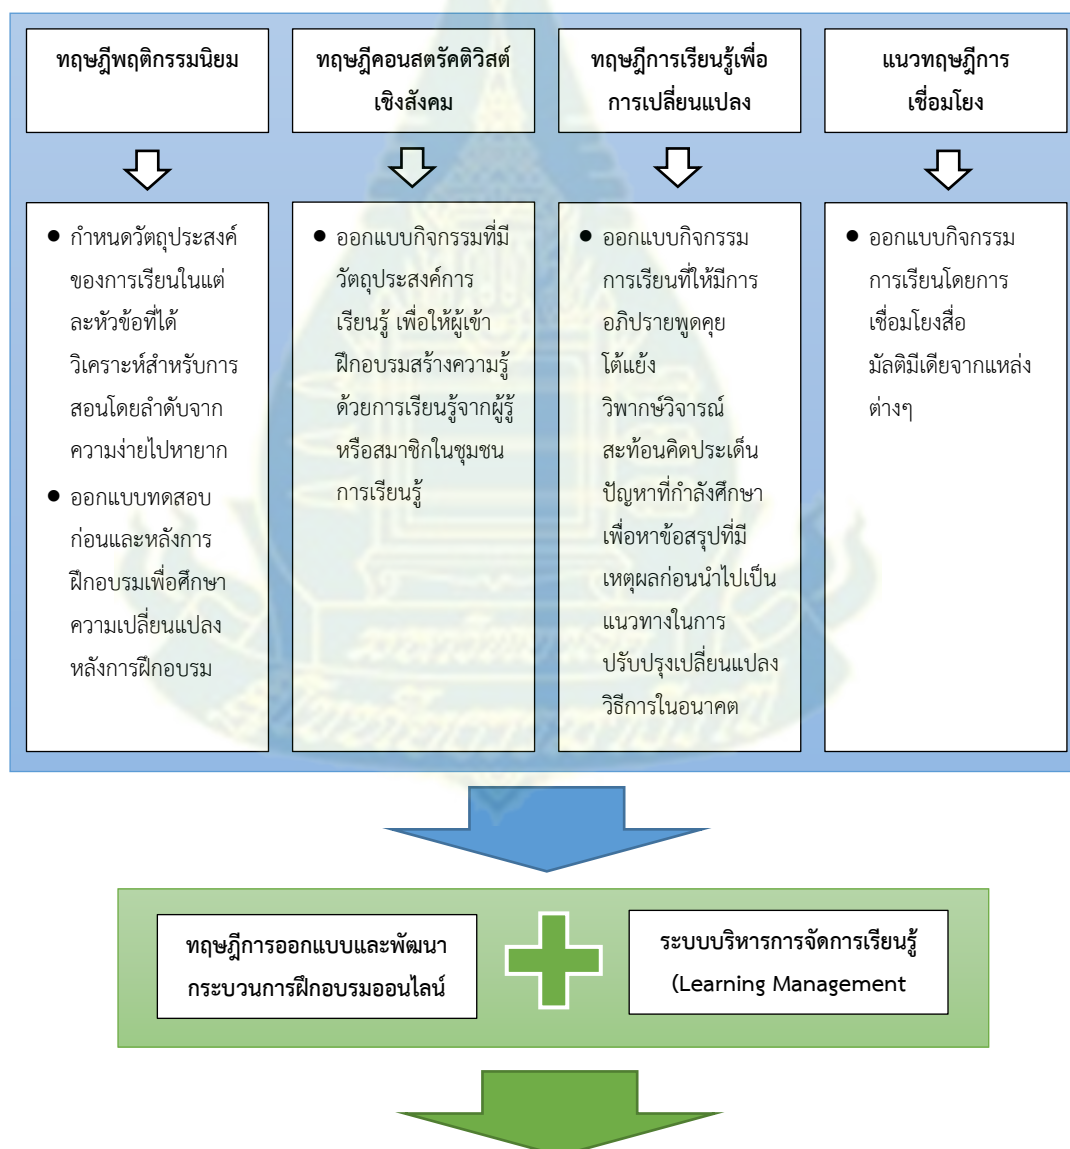 ทฤษฎีพฤติกรรมนิยม
ทฤษฎีคอนสตรัคติวิสต์
เชิงสังคม
ทฤษฎีการเรียนรู้เพื่อ
การเปลี่ยนแปลง
แนวทฤษฎีการ
เชื่อมโยง
● กำหนดวัตถุประสงค์
ของการเรียนในแต่
ละหัวข้อที่ได้
วิเคราะห์สำหรับการ
สอนโดยลำดับจาก
ความง่ายไปหายาก
● ออกแบบทดสอบ
ก่อนและหลังการ
ฝึกอบรมเพื่อศึกษา
ความเปลี่ยนแปลง
หลังการฝึกอบรม
● ออกแบบกิจกรรมที่มี
วัตถุประสงค์การ
เรียนรู้ เพื่อให้ผู้เข้า
ฝึกอบรมสร้างความรู้
ด้วยการเรียนรู้จากผู้รู้
หรือสมาชิกในชุมชน
การเรียนรู้
● ออกแบบกิจกรรม
การเรียนที่ให้มีการ
อภิปรายพูดคุย
โต้แย้ง
วิพากษ์วิจารณ์
สะท้อนคิดประเด็น
ปัญหาที่กำลังศึกษา
เพื่อหาข้อสรุปที่มี
เหตุผลก่อนนำไปเป็น
แนวทางในการ
ปรับปรุงเปลี่ยนแปลง
วิธีการในอนาคต
● ออกแบบกิจกรรม
การเรียนโดยการ
เชื่อมโยงสื่อ
มัลติมีเดียจากแหล่ง
ต่างๆ
ทฤษฎีการออกแบบและพัฒนา
กระบวนการฝึกอบรมออนไลน์
ระบบบริหารการจัดการเรียนรู้
(Learning Management